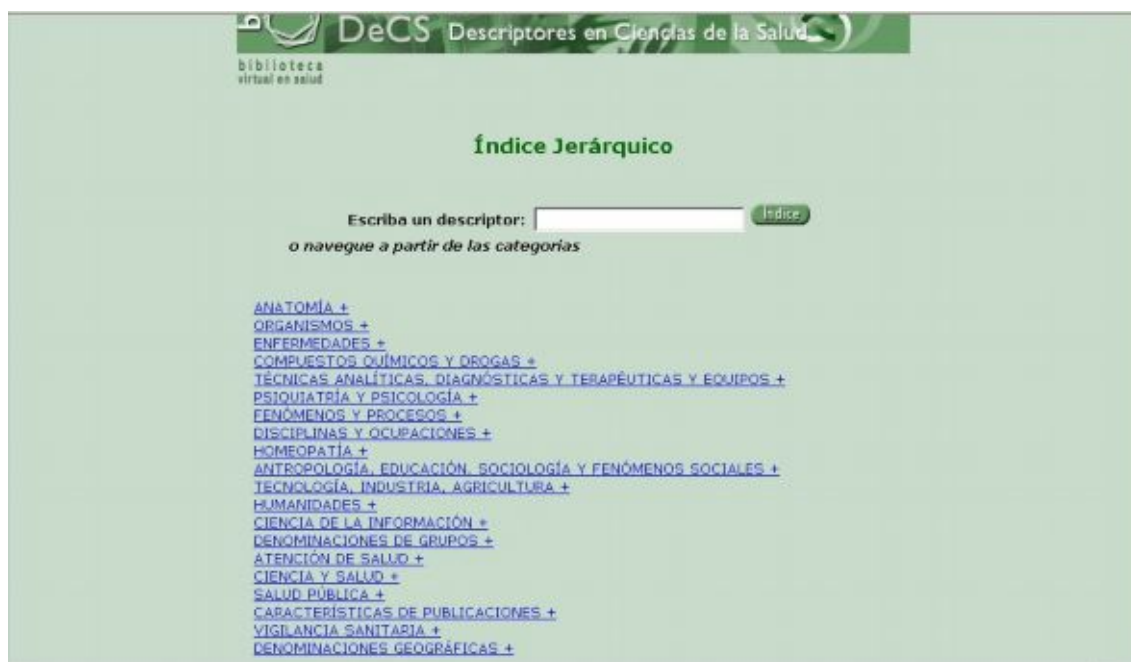 DeCS Descriptores en Ciencias de la Salud
biblioteca
virtual en salud
Índice Jerárquico
Escriba un descriptor: Índice
o navegue a partir de las categorias
ANATOMÍA +
ORGANISMOS +
ENFERMEDADES +
COMPUESTOS QUÍMICOS Y DROGAS +
TÉCNICAS ANALÍTICAS, DIAGNÓSTICAS Y TERAPÉUTICAS Y EQUIPOS +
PSIQUIATRÍA Y PSICOLOGÍA +
FENÓMENOS Y PROCESOS +
DISCIPLINAS Y OCUPACIONES +
HOMEOPATÍA +
ANTROPOLOGÍA, EDUCACIÓN, SOCIOLOGÍA Y FENÓMENOS SOCIALES +
TECNOLOGÍA, INDUSTRIA, AGRICULTURA +
HUMANIDADES +
CIENCIA DE LA INFORMACIÓN +
DENOMINACIONES DE GRUPOS +
ATENCIÓN DE SALUD +
CIENCIA Y SALUD +
SALUD PÚBLICA +
CARACTERÍSTICAS DE PUBLICACIONES +
VIGILANCIA SANITARIA +
DENOMINACIONES GEOGRÁFICAS +